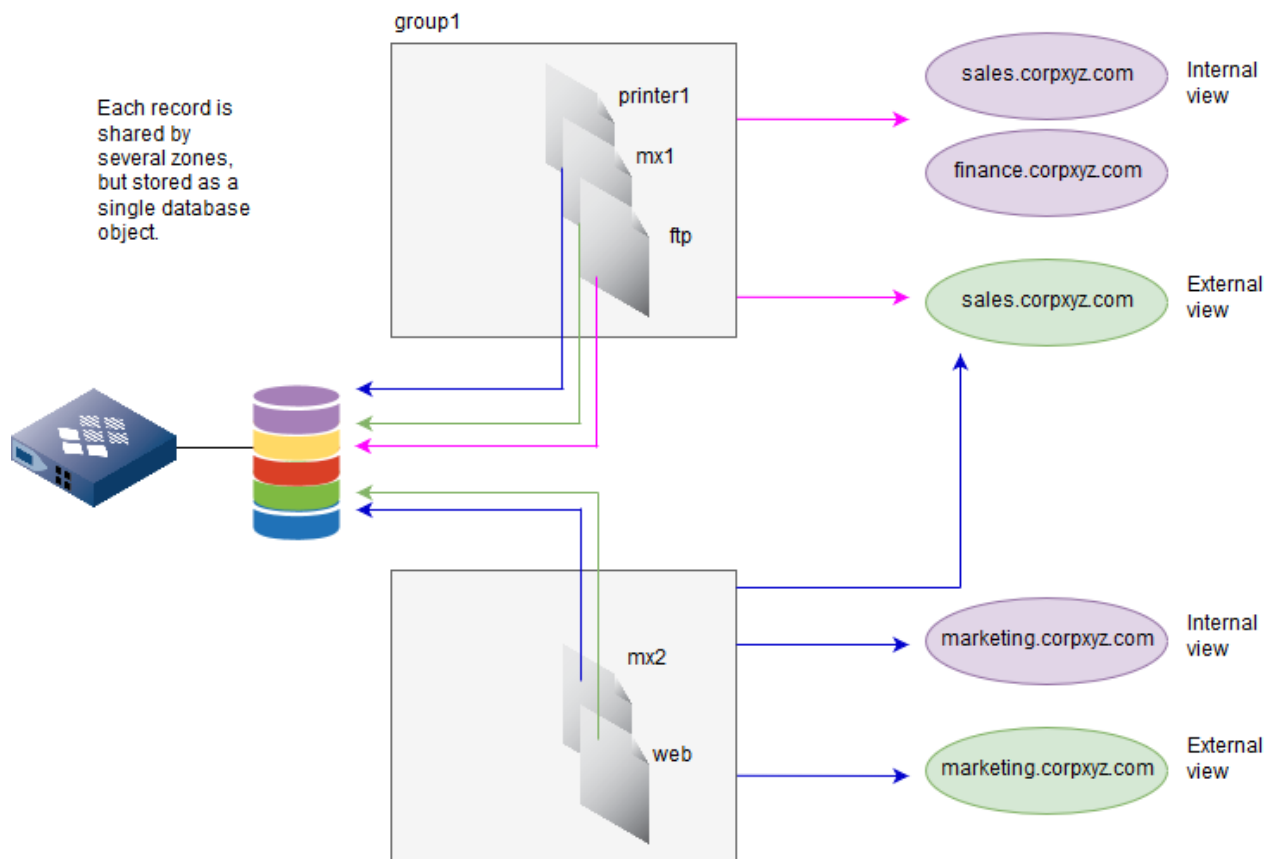 group1
Each record is
shared by
several zones,
but stored as a
single database
object.
printer1
mx1
ftp
sales.corpxyz.com
Internal
view
finance.corpxyz.com
sales.corpxyz.com
External
view
mx2
web
marketing.corpxyz.com
Internal
view
marketing.corpxyz.com
External
view